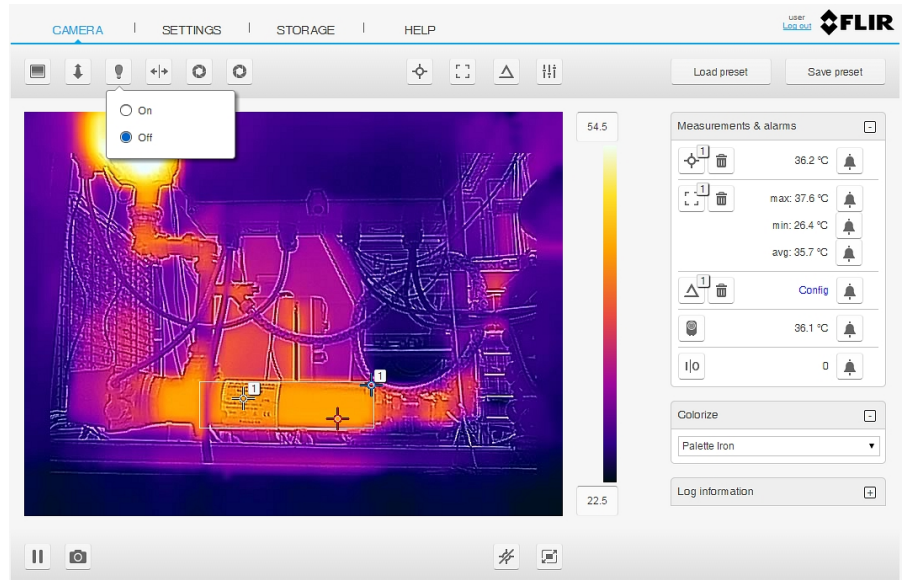 CAMERA
SETTINGS
STORAGE
HELP
user
Log out
FLIR
Load preset
Save preset
On
Off
54.5
22.5
Measurements & alarms
1
36.2 °C
1
max: 37.6 °C
min: 26.4 °C
avg: 35.7 °C
1
Config
36.1 °C
I|O
0
1
1
Colorize
Palette Iron
Log information